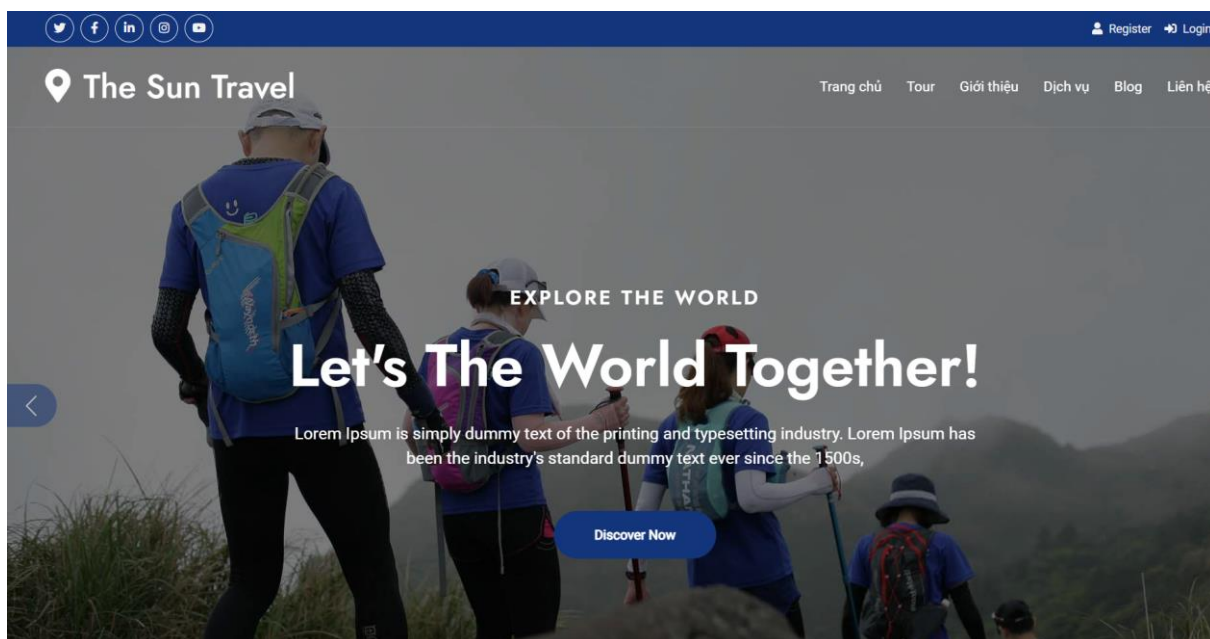 Register Login
The Sun Travel
Trang chủ Tour Giới thiệu Dịch vụ Blog Liên hệ
EXPLORE THE WORLD
Let's The World Together!
Lorem Ipsum is simply dummy text of the printing and typesetting industry. Lorem Ipsum has
been the industry's standard dummy text ever since the 1500s,
Discover Now